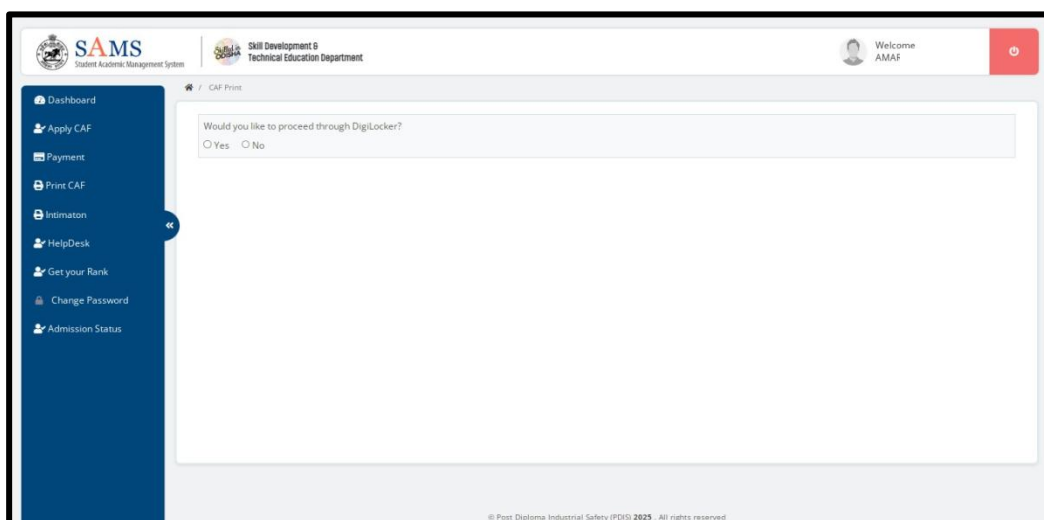 SAMS
Student Academic Management System
Skill Development &
Technical Education Department
Welcome
AMAF
/ CAF Print
Dashboard
Apply CAF
Payment
Print CAF
Intimaton
HelpDesk
Get your Rank
Change Password
Admission Status
Would you like to proceed through DigiLocker?
Yes No
© Post Diploma Industrial Safety (PDIS) 2025 . All rights reserved